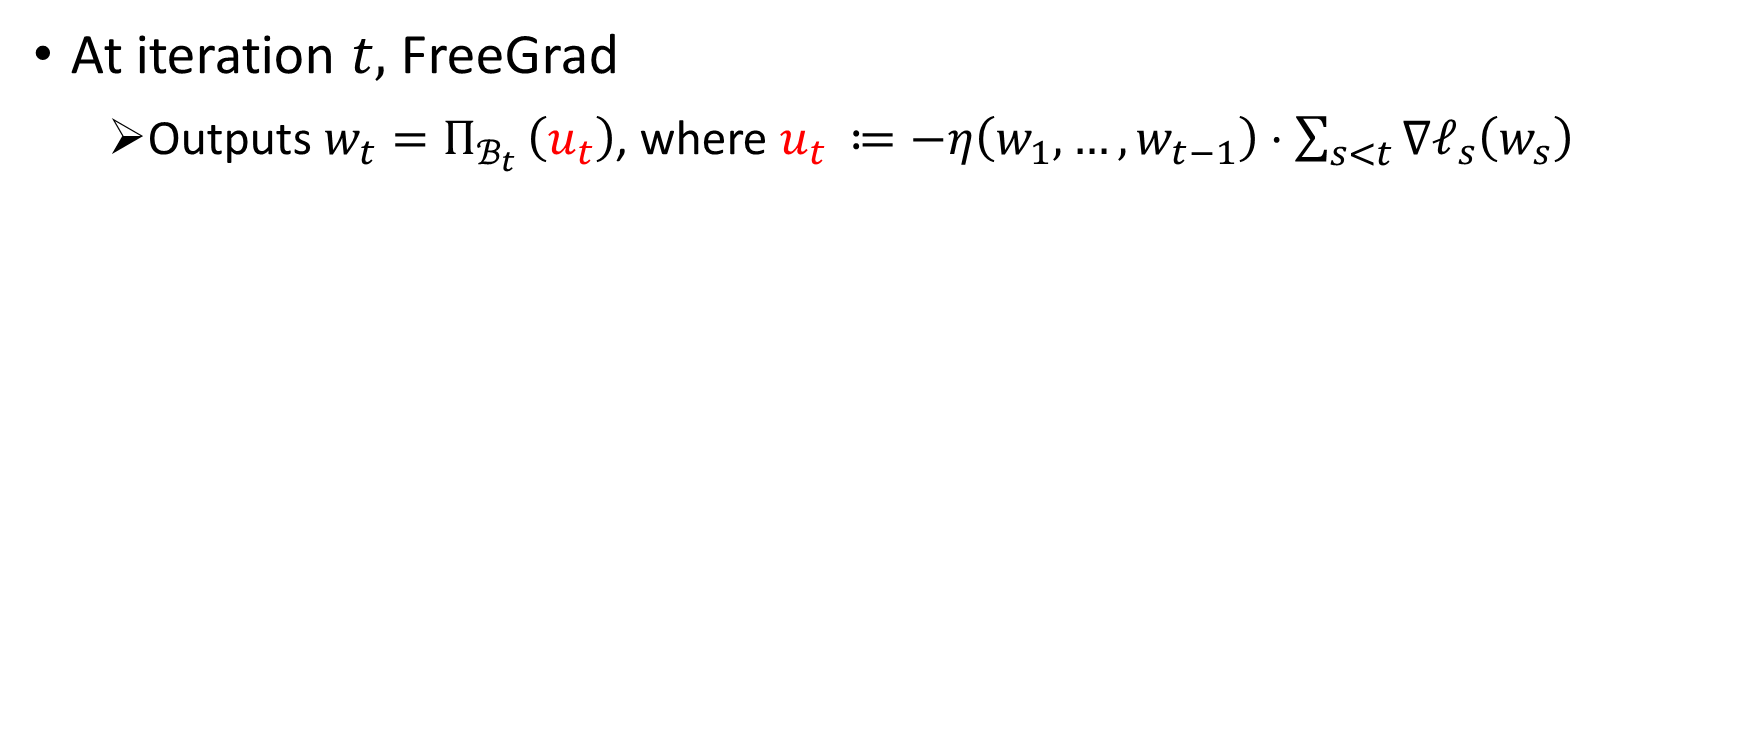 • At iteration t, FreeGrad
➢Outputs w_t = Π_{ℬ_t} (u_t), where u_t ≔ −η(w_1, … , w_{t−1}) · ∑_{s<t} ∇ℓ_s(w_s)